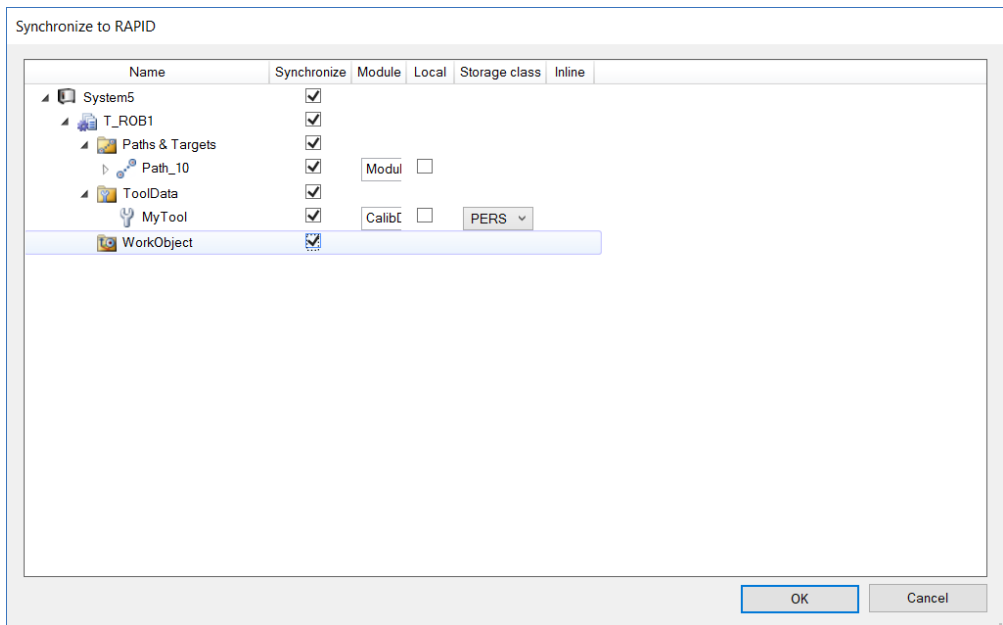 Synchronize to RAPID
Name Synchronize Module Local Storage class Inline
System5
T_ROB1
Paths & Targets
Path_10 Modul
ToolData
MyTool CalibD PERS
WorkObject
OK Cancel